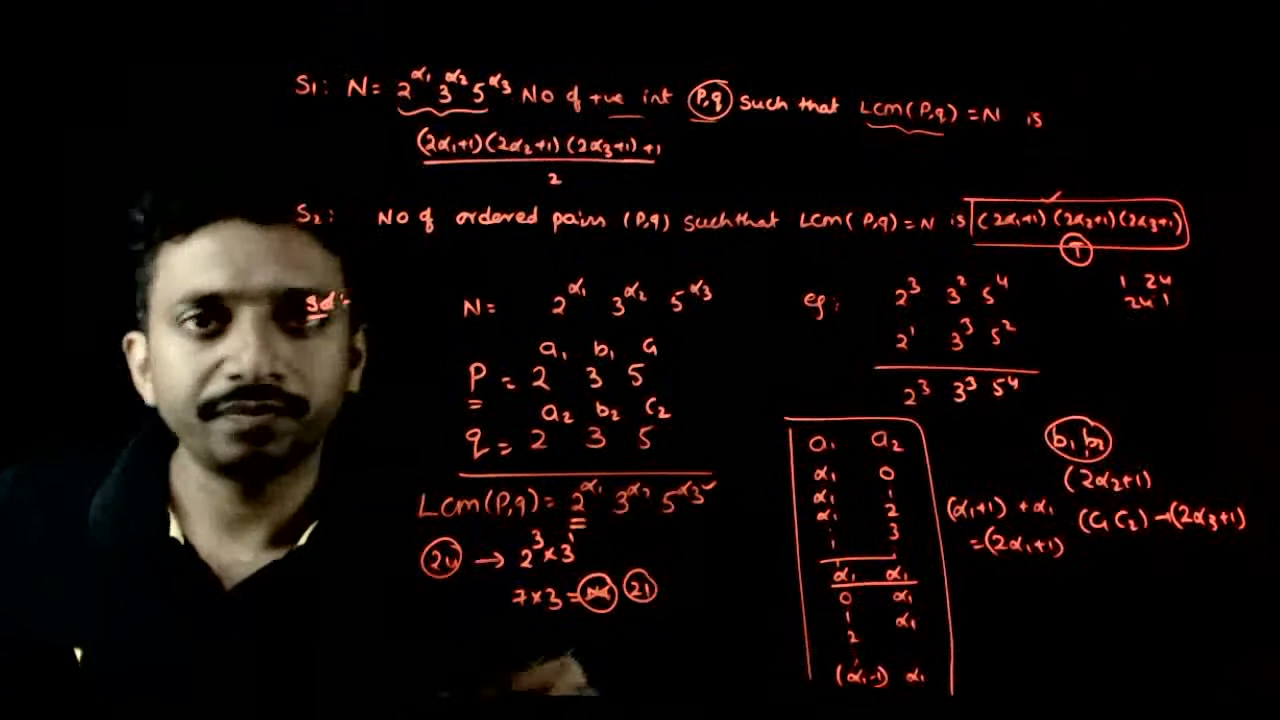 S1: N = 2^α1 3^α2 5^α3 No of +ve int P,q such that Lcm(P,q) = N is
(2α1+1)(2α2+1)(2α3+1)+1
2
S2: No of ordered pairs (P,q) such that Lcm(P,q) = N is (2α1+1)(2α2+1)(2α3+1)
T
Sol:-
N = 2^α1 3^α2 5^α3
eg: 2^3 3^2 5^4
1 24
24 1
2^1 3^3 5^2
2^3 3^3 5^4
P = 2^a1 3^b1 5^c1
q = 2^a2 3^b2 5^c2
Lcm(P,q) = 2^α1 3^α2 5^α3
24 → 2^3 × 3^1
7×3 = 21
a1 a2
α1 0
α1 1
α1 2
3
α1 α1
0 α1
1 α1
2
(α1-1) α1
(α1+1) + α1
= (2α1+1)
b1 b2
(2α2+1)
(C1 C2) → (2α3+1)